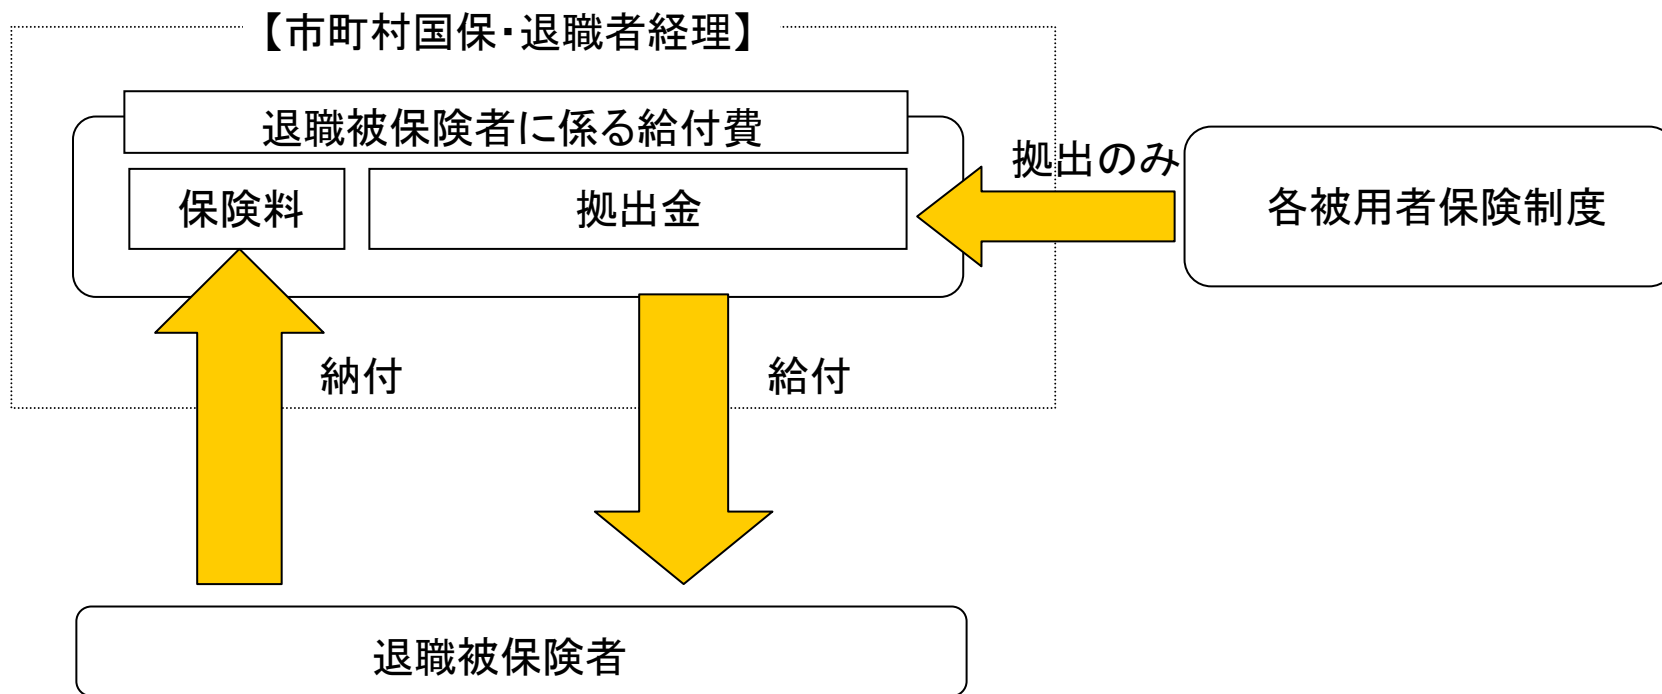 【市町村国保・退職者経理】
退職被保険者に係る給付費
保険料
拠出金
拠出のみ
各被用者保険制度
納付
給付
退職被保険者